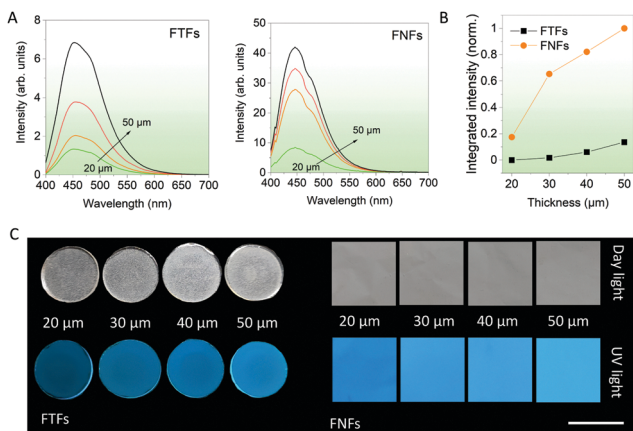 A
FTFs
Intensity (arb. units)
8
6
4
2
0
50 µm
20 µm
400 450 500 550 600 650 700
Wavelength (nm)
FNFs
Intensity (arb. units)
50
40
30
20
10
0
50 µm
20 µm
400 450 500 550 600 650 700
Wavelength (nm)
B
FTFs
FNFs
Integrated intensity (norm.)
1
0.8
0.6
0.4
0.2
0
20 30 40 50
Thickness (µm)
C
Day light
20 µm 30 µm 40 µm 50 µm
20 µm 30 µm 40 µm 50 µm
UV light
FTFs
FNFs